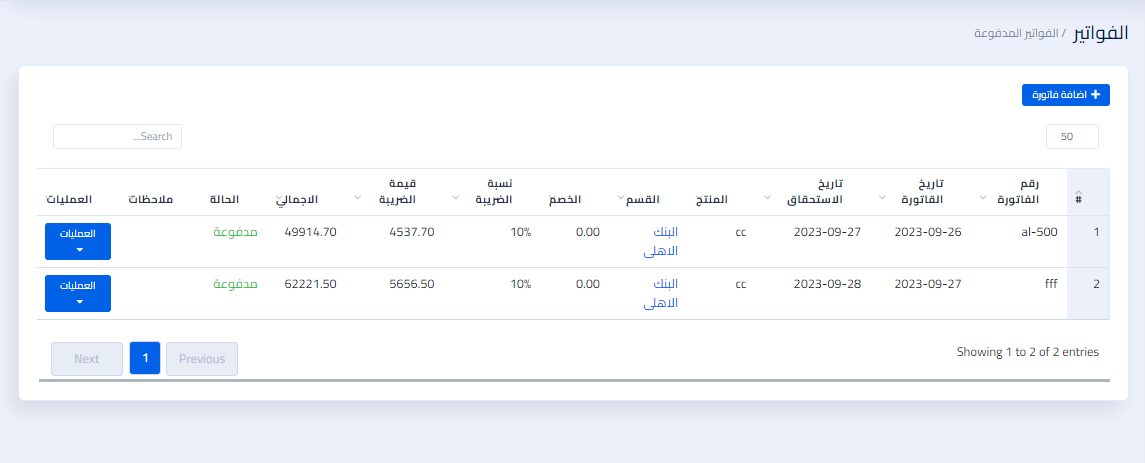 الفواتير / الفواتير المدفوعة
اضافة فاتورة
50
Search...
# رقم الفاتورة تاريخ القاتورة تاريخ الاستحقاق المنتج القسم الخصم نسبة الضريبة قيمة الضريبة الاجمالي الحالة ملاحظات العمليات
1 al-500 2023-09-26 2023-09-27 cc البنك الاهلى 0.00 10% 4537.70 49914.70 مدفوعة العمليات
2 fff 2023-09-27 2023-09-28 cc البنك الاهلى 0.00 10% 5656.50 62221.50 مدفوعة العمليات
Showing 1 to 2 of 2 entries
Previous 1 Next